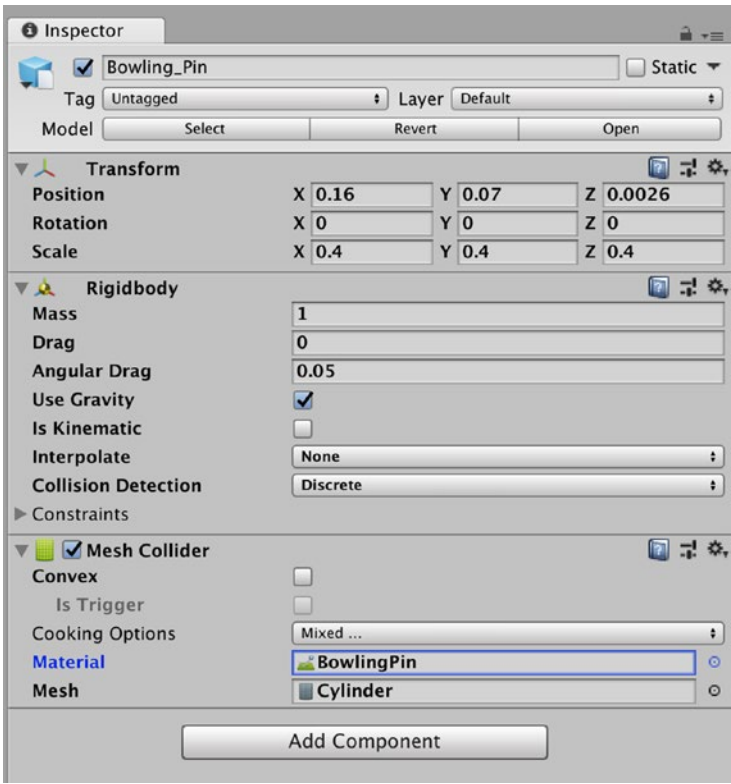 Inspector
Bowling_Pin Static
Tag Untagged Layer Default
Model Select Revert Open
Transform
Position X 0.16 Y 0.07 Z 0.0026
Rotation X 0 Y 0 Z 0
Scale X 0.4 Y 0.4 Z 0.4
Rigidbody
Mass 1
Drag 0
Angular Drag 0.05
Use Gravity
Is Kinematic
Interpolate None
Collision Detection Discrete
Constraints
Mesh Collider
Convex
Is Trigger
Cooking Options Mixed ...
Material BowlingPin
Mesh Cylinder
Add Component